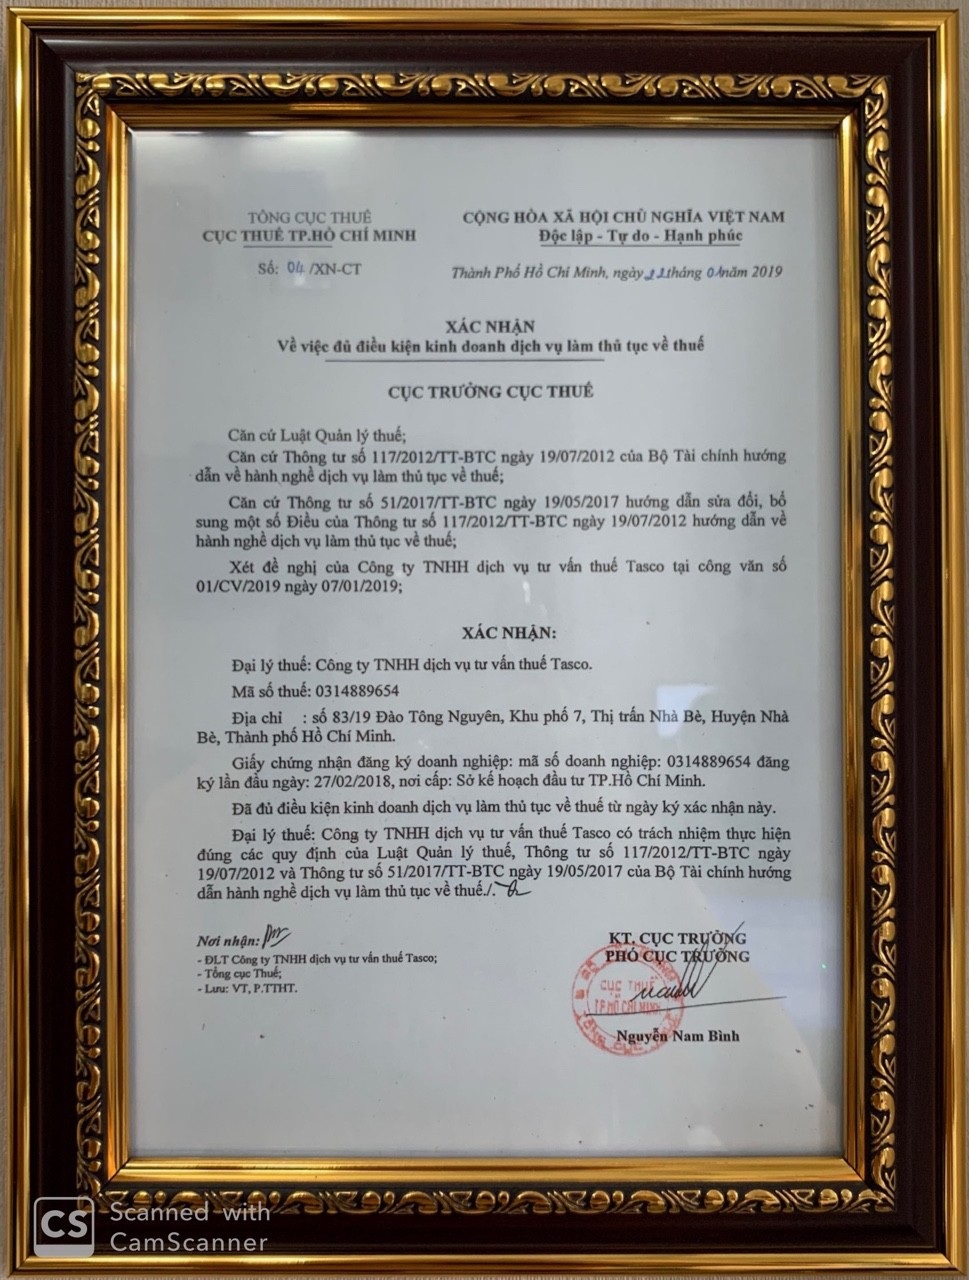 TỔNG CỤC THUẾ
CỤC THUẾ TP.HỒ CHÍ MINH
Số: 04 /XN-CT
CỘNG HÒA XÃ HỘI CHỦ NGHĨA VIỆT NAM
Độc lập - Tự do - Hạnh phúc
Thành Phố Hồ Chí Minh, ngày 11 tháng 01 năm 2019
XÁC NHẬN
Về việc đủ điều kiện kinh doanh dịch vụ làm thủ tục về thuế
CỤC TRƯỞNG CỤC THUẾ
Căn cứ Luật Quản lý thuế;
Căn cứ Thông tư số 117/2012/TT-BTC ngày 19/07/2012 của Bộ Tài chính hướng
dẫn về hành nghề dịch vụ làm thủ tục về thuế;
Căn cứ Thông tư số 51/2017/TT-BTC ngày 19/05/2017 hướng dẫn sửa đổi, bổ
sung một số Điều của Thông tư số 117/2012/TT-BTC ngày 19/07/2012 hướng dẫn về
hành nghề dịch vụ làm thủ tục về thuế;
Xét đề nghị của Công ty TNHH dịch vụ tư vấn thuế Tasco tại công văn số
01/CV/2019 ngày 07/01/2019;
XÁC NHẬN:
Đại lý thuế: Công ty TNHH dịch vụ tư vấn thuế Tasco.
Mã số thuế: 0314889654
Địa chỉ : số 83/19 Đào Tông Nguyên, Khu phố 7, Thị trấn Nhà Bè, Huyện Nhà
Bè, Thành phố Hồ Chí Minh.
Giấy chứng nhận đăng ký doanh nghiệp: mã số doanh nghiệp: 0314889654 đăng
ký lần đầu ngày: 27/02/2018, nơi cấp: Sở kế hoạch đầu tư TP.Hồ Chí Minh.
Đã đủ điều kiện kinh doanh dịch vụ làm thủ tục về thuế từ ngày ký xác nhận này.
Đại lý thuế: Công ty TNHH dịch vụ tư vấn thuế Tasco có trách nhiệm thực hiện
đúng các quy định của Luật Quản lý thuế, Thông tư số 117/2012/TT-BTC ngày
19/07/2012 và Thông tư số 51/2017/TT-BTC ngày 19/05/2017 của Bộ Tài chính hướng
dẫn hành nghề dịch vụ làm thủ tục về thuế./.
Nơi nhận:
- ĐLT Công ty TNHH dịch vụ tư vấn thuế Tasco;
- Tổng cục Thuế;
- Lưu: VT, P.TTHT.
KT. CỤC TRƯỞNG
PHÓ CỤC TRƯỞNG
CỤC THUẾ
TP.HỒ CHÍ MINH
Nguyễn Nam Bình
CS
Scanned with
CamScanner